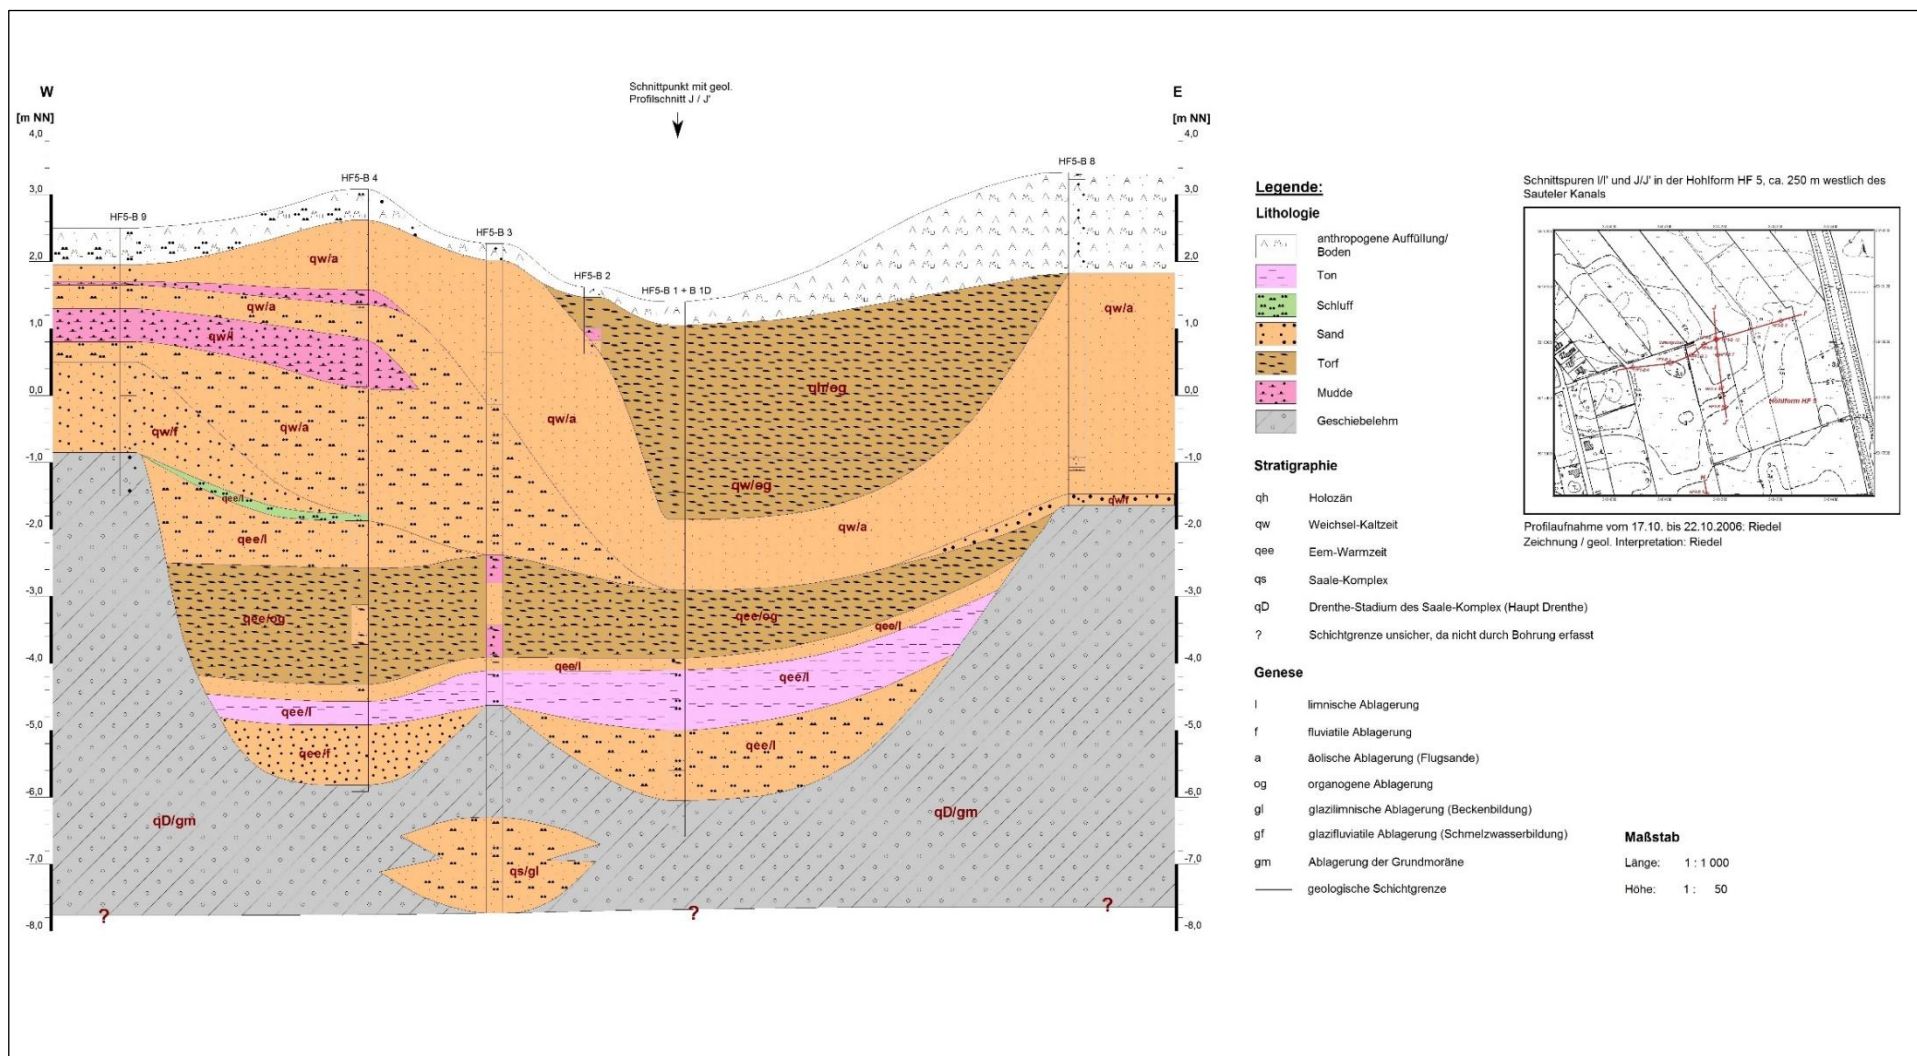 Schnittpunkt mit geol.
Profilschnitt J / J'
W
E
[m NN]
[m NN]
4,0
4,0
HF5-B 8
HF5-B 4
3,0
3,0
HF5-B 9
HF5-B 3
2,0
2,0
qw/a
HF5-B 2
HF5-B 1 + B 1D
qw/a
qw/a
1,0
1,0
qw/l
qh/og
0,0
0,0
qw/a
qw/a
qw/f
-1,0
-1,0
qw/og
qee/l
qw/f
-2,0
-2,0
qw/a
qee/l
-3,0
-3,0
qee/og
qee/og
qee/l
-4,0
-4,0
qee/l
qee/l
qee/l
-5,0
-5,0
qee/f
qee/l
-6,0
-6,0
qD/gm
qD/gm
-7,0
-7,0
qs/gl
?
?
?
-8,0
-8,0
Legende:
Lithologie
anthropogene Auffüllung/
Boden
Ton
Schluff
Sand
Torf
Mudde
Geschiebelehm
Stratigraphie
qh Holozän
qw Weichsel-Kaltzeit
qee Eem-Warmzeit
qs Saale-Komplex
qD Drenthe-Stadium des Saale-Komplex (Haupt Drenthe)
? Schichtgrenze unsicher, da nicht durch Bohrung erfasst
Genese
l limnische Ablagerung
f fluviatile Ablagerung
a äolische Ablagerung (Flugsande)
og organogene Ablagerung
gl glazilimnische Ablagerung (Beckenbildung)
gf glazifluviatile Ablagerung (Schmelzwasserbildung)
gm Ablagerung der Grundmoräne
geologische Schichtgrenze
Schnittspuren I/I' und J/J' in der Hohlform HF 5, ca. 250 m westlich des
Sauteler Kanals
Hohlform HF 5
Profilaufnahme vom 17.10. bis 22.10.2006: Riedel
Zeichnung / geol. Interpretation: Riedel
Maßstab
Länge: 1 : 1 000
Höhe: 1 : 50